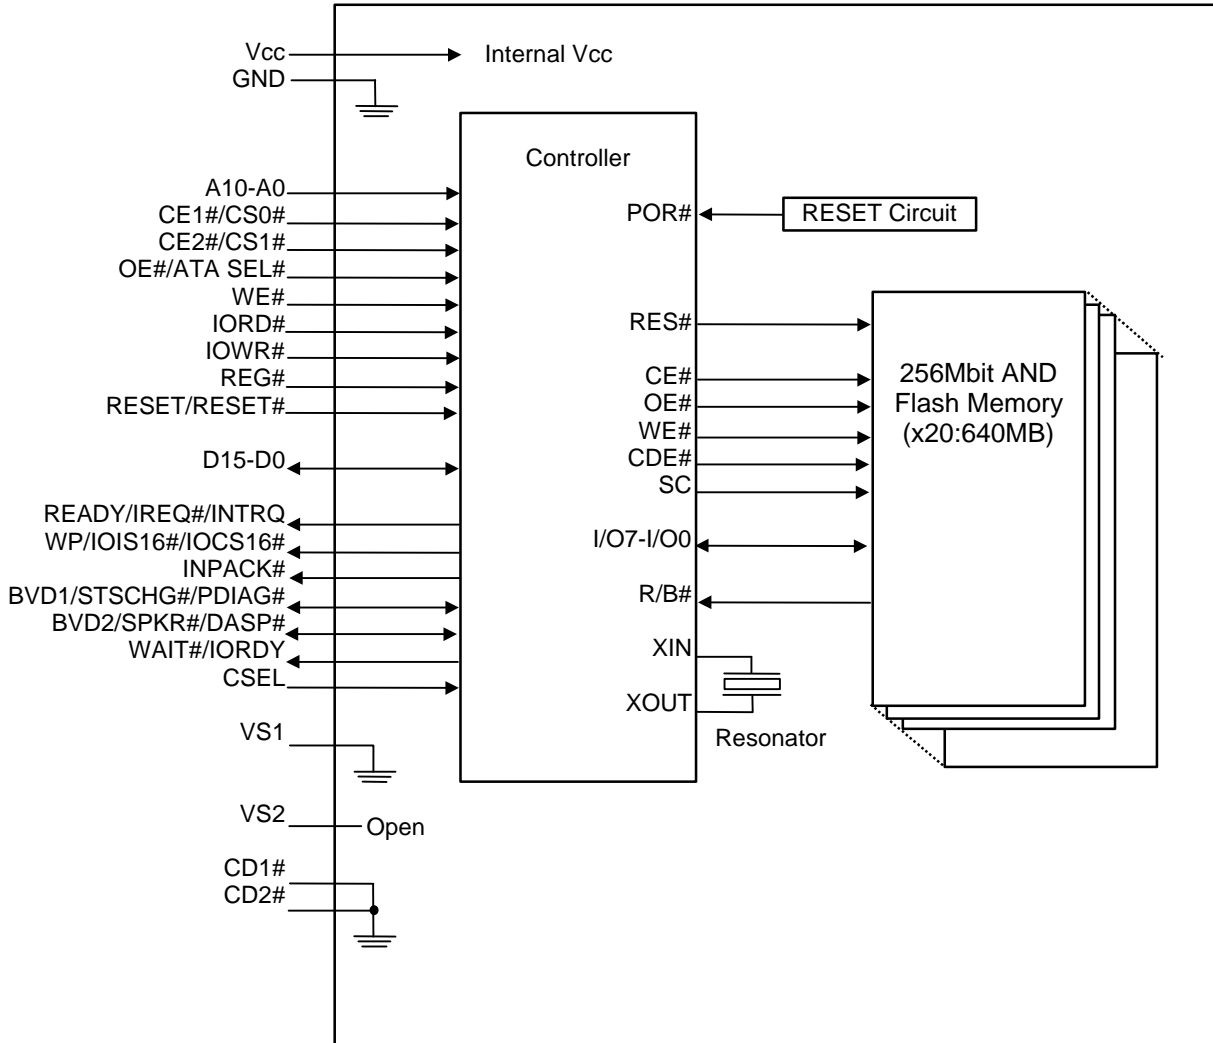 Vcc
Internal Vcc
GND
Controller
A10-A0
CE1#/CS0#
CE2#/CS1#
OE#/ATA SEL#
WE#
IORD#
IOWR#
REG#
RESET/RESET#
D15-D0
READY/IREQ#/INTRQ
WP/IOIS16#/IOCS16#
INPACK#
BVD1/STSCHG#/PDIAG#
BVD2/SPKR#/DASP#
WAIT#/IORDY
CSEL
VS1
VS2
Open
CD1#
CD2#
POR#
RESET Circuit
RES#
CE#
OE#
WE#
CDE#
SC
I/O7-I/O0
R/B#
XIN
XOUT
Resonator
256Mbit AND
Flash Memory
(x20:640MB)